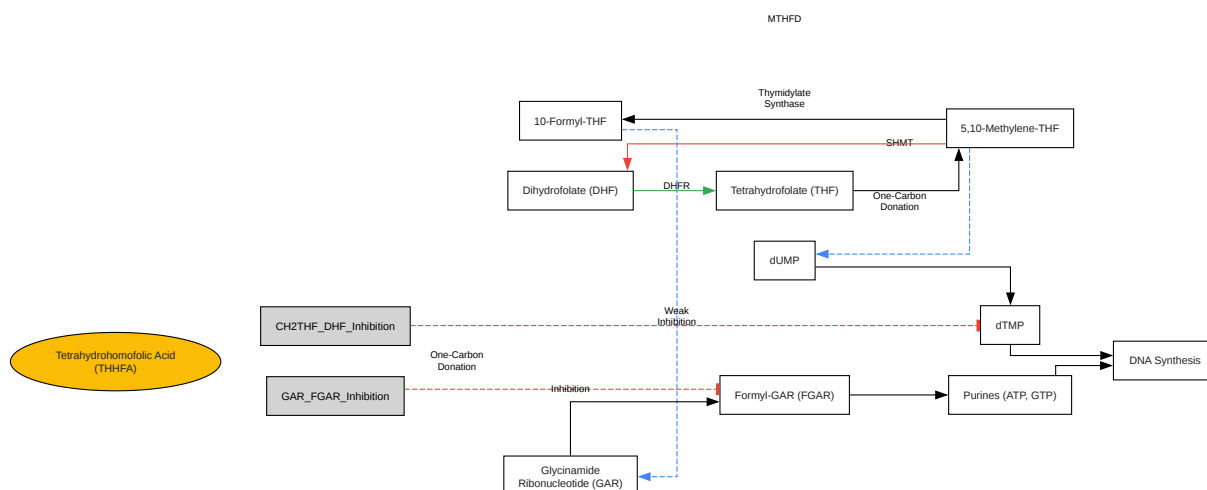 MTHFD
Thymidylate
Synthase
10-Formyl-THF
5,10-Methylene-THF
SHMT
Dihydrofolate (DHF)
DHFR
Tetrahydrofolate (THF)
One-Carbon
Donation
dUMP
Weak
Inhibition
CH2THF_DHF_Inhibition
dTMP
Tetrahydrohomofolic Acid
(THHFA)
One-Carbon
Donation
DNA Synthesis
GAR_FGAR_Inhibition
Inhibition
Formyl-GAR (FGAR)
Purines (ATP, GTP)
Glycinamide
Ribonucleotide (GAR)